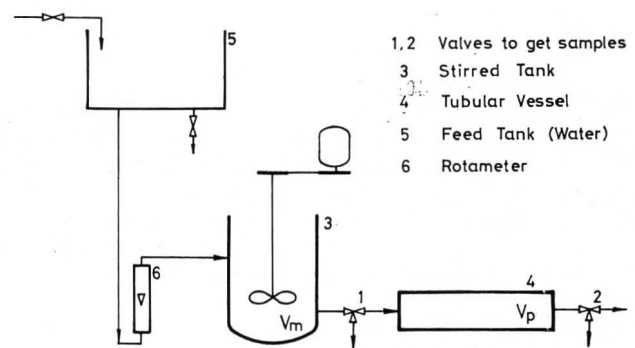 5
1,2 Valves to get samples
3 Stirred Tank
4 Tubular Vessel
5 Feed Tank (Water)
6 Rotameter
3
6
Vm
1
4
Vp
2